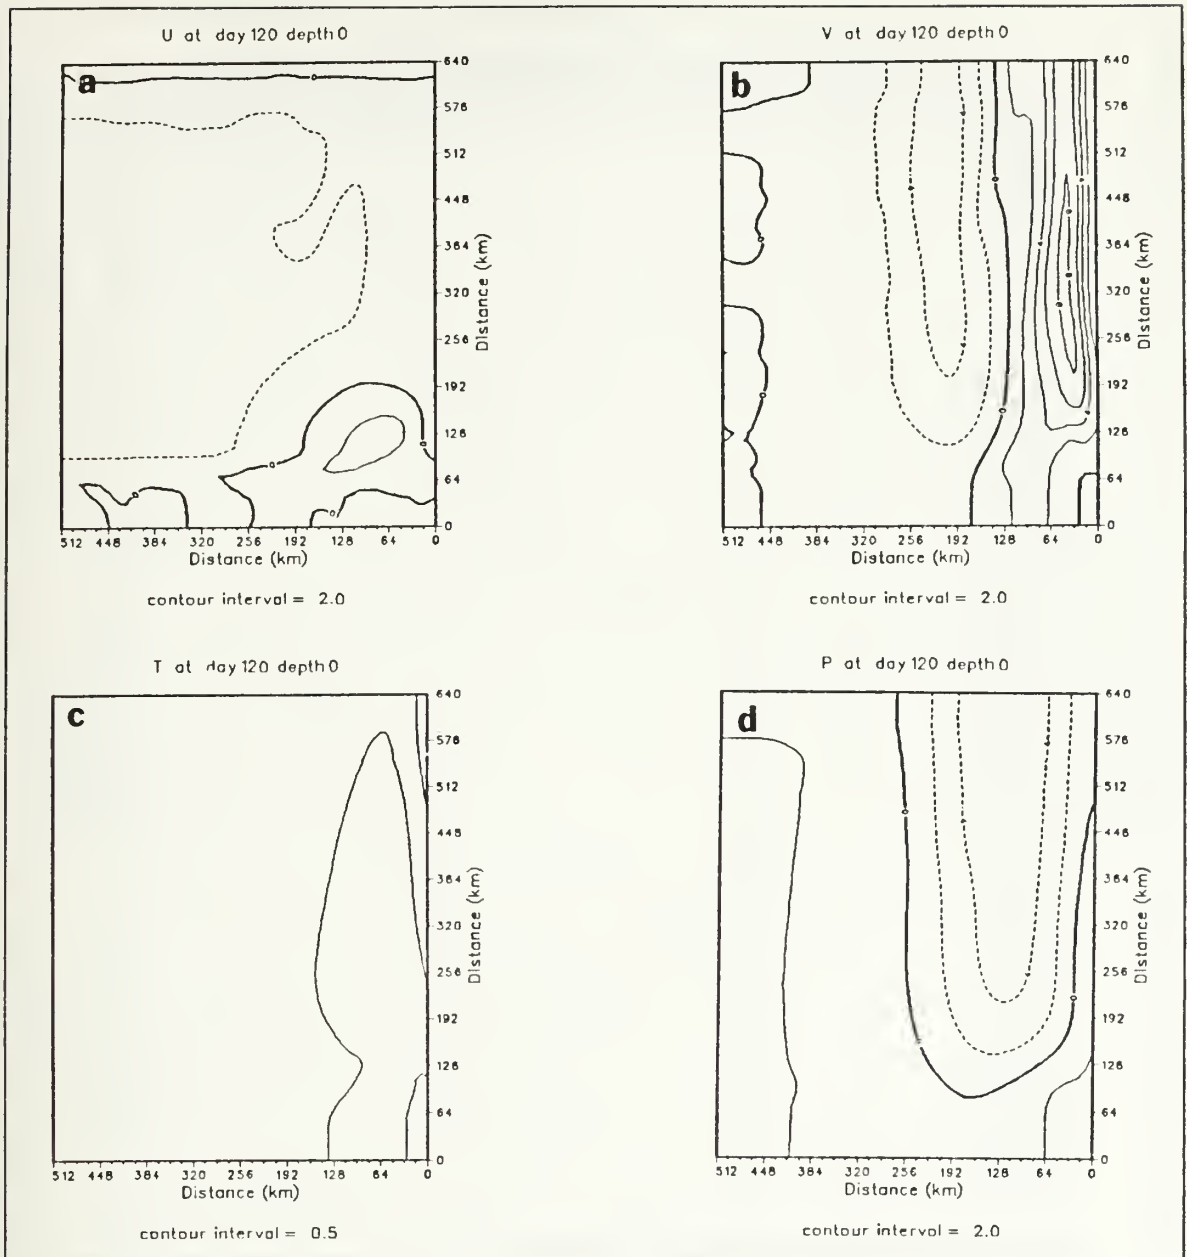 U at day 120 depth 0
a
640
576
512
448
384
320
256
192
128
64
0
Distance (km)
512 448 384 320 256 192 128 64 0
Distance (km)
contour interval = 2.0
V at day 120 depth 0
b
640
576
512
448
384
320
256
192
128
64
0
Distance (km)
512 448 384 320 256 192 128 64 0
Distance (km)
contour interval = 2.0
T at day 120 depth 0
c
640
576
512
448
384
320
256
192
128
64
0
Distance (km)
512 448 384 320 256 192 128 64 0
Distance (km)
contour interval = 0.5
P at day 120 depth 0
d
640
576
512
448
384
320
256
192
128
64
0
Distance (km)
512 448 384 320 256 192 128 64 0
Distance (km)
contour interval = 2.0